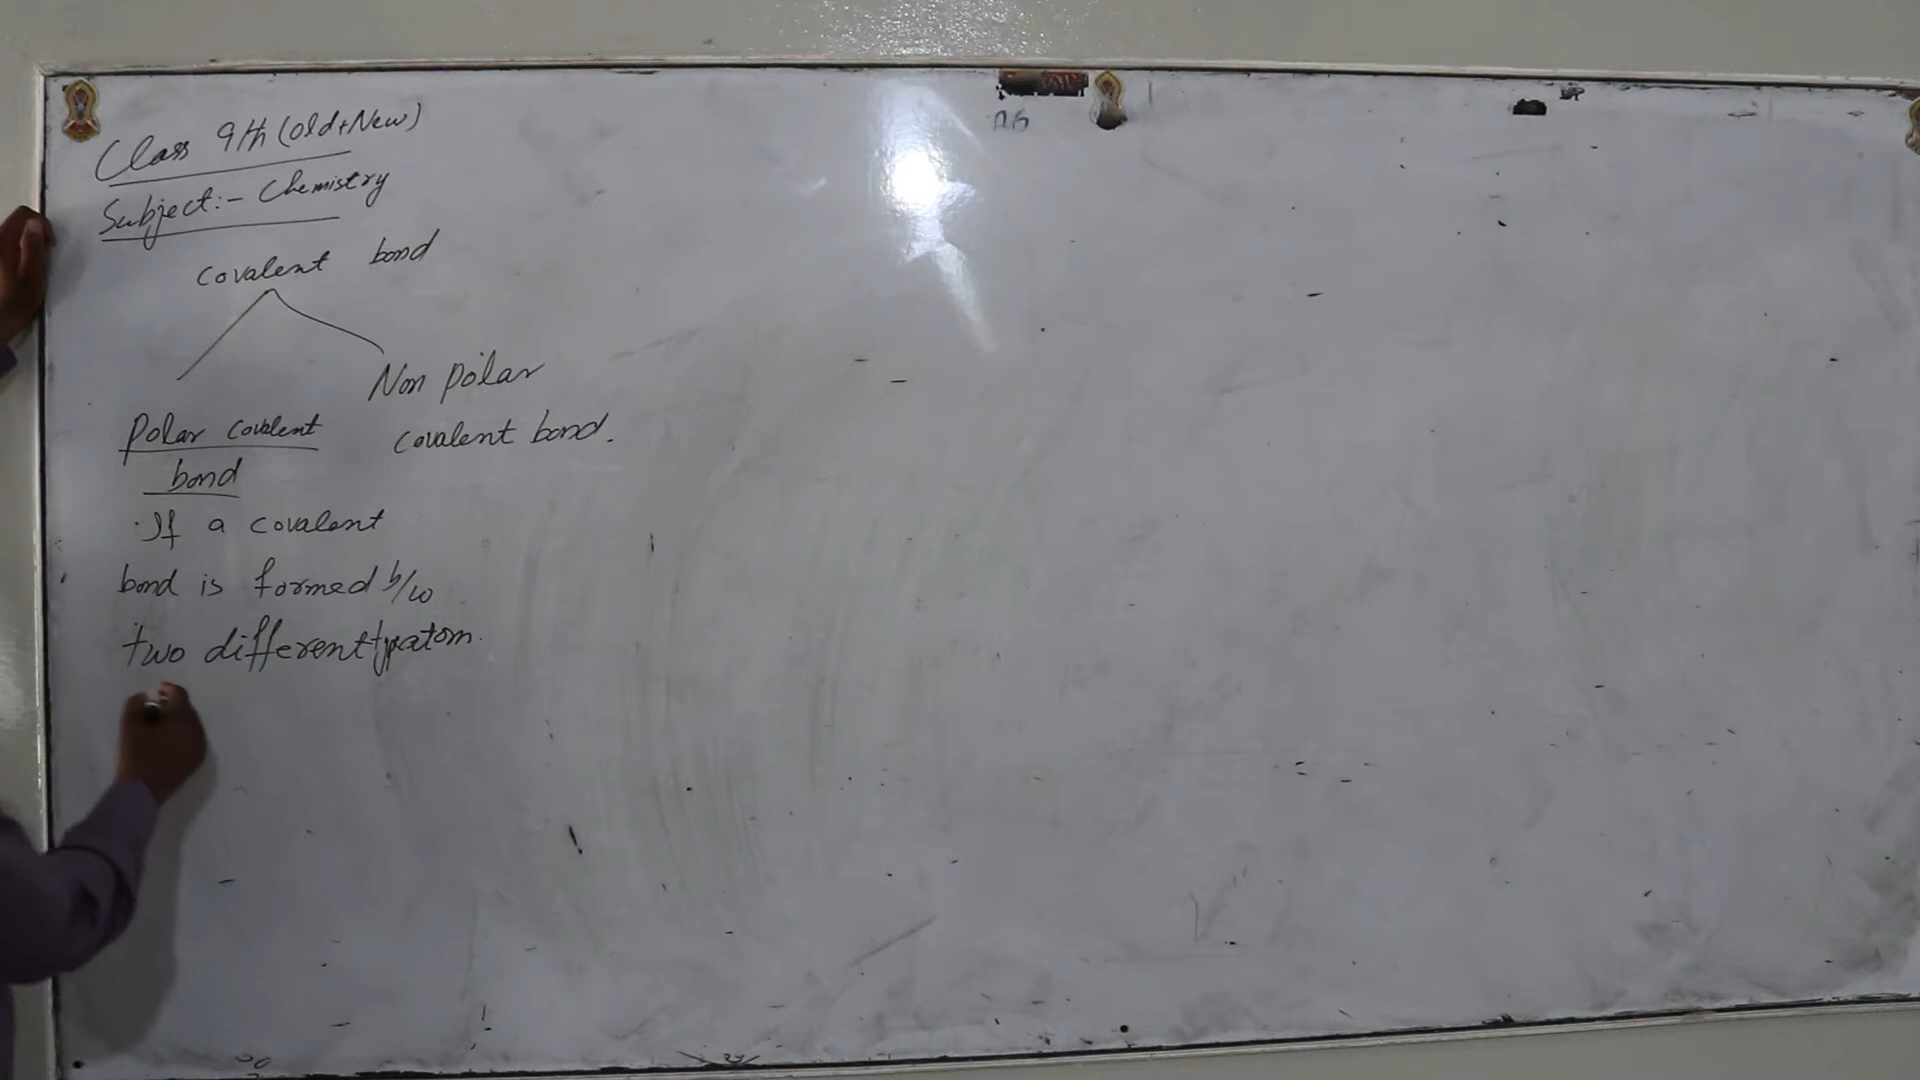 Class 9th (Old+New)
Subject:- Chemistry
Covalent bond
Non Polar
covalent bond.
Polar covalent
bond
If a covalent
bond is formed b/w
two different type atom.